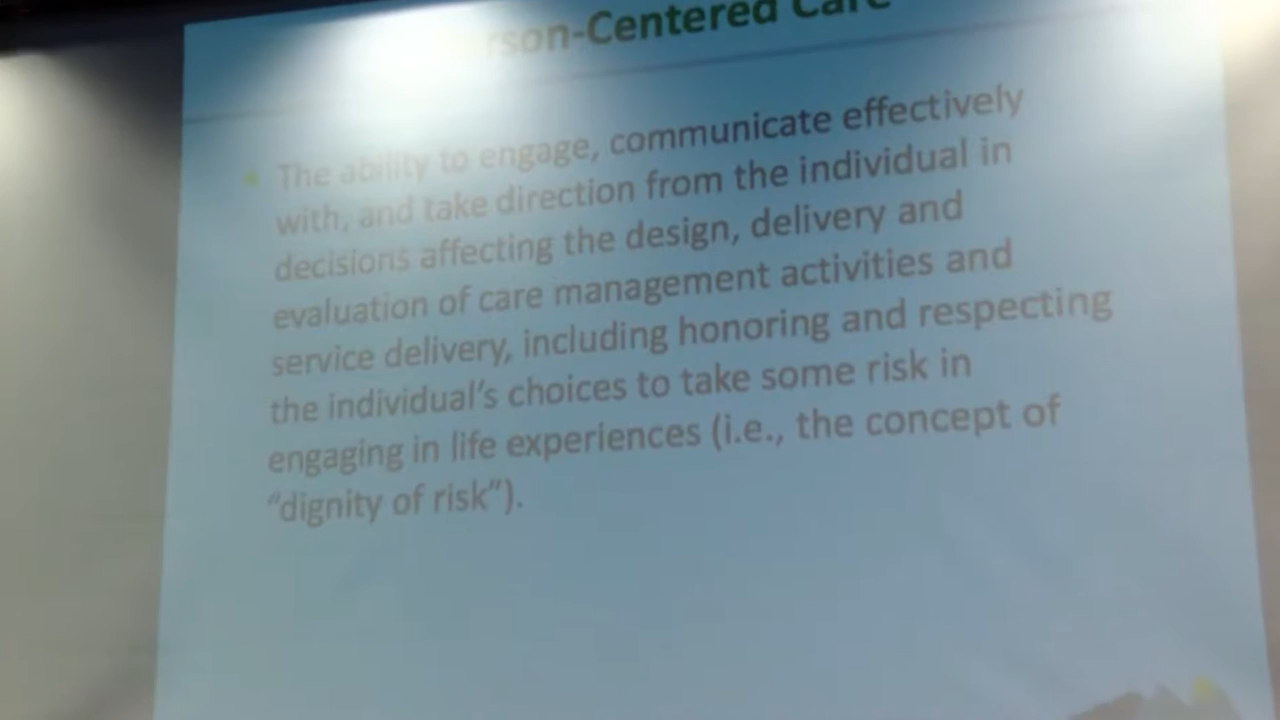 rson-Centered Care
The ability to engage, communicate effectively
with, and take direction from the individual in
decisions affecting the design, delivery and
evaluation of care management activities and
service delivery, including honoring and respecting
the individual's choices to take some risk in
engaging in life experiences (i.e., the concept of
“dignity of risk”).